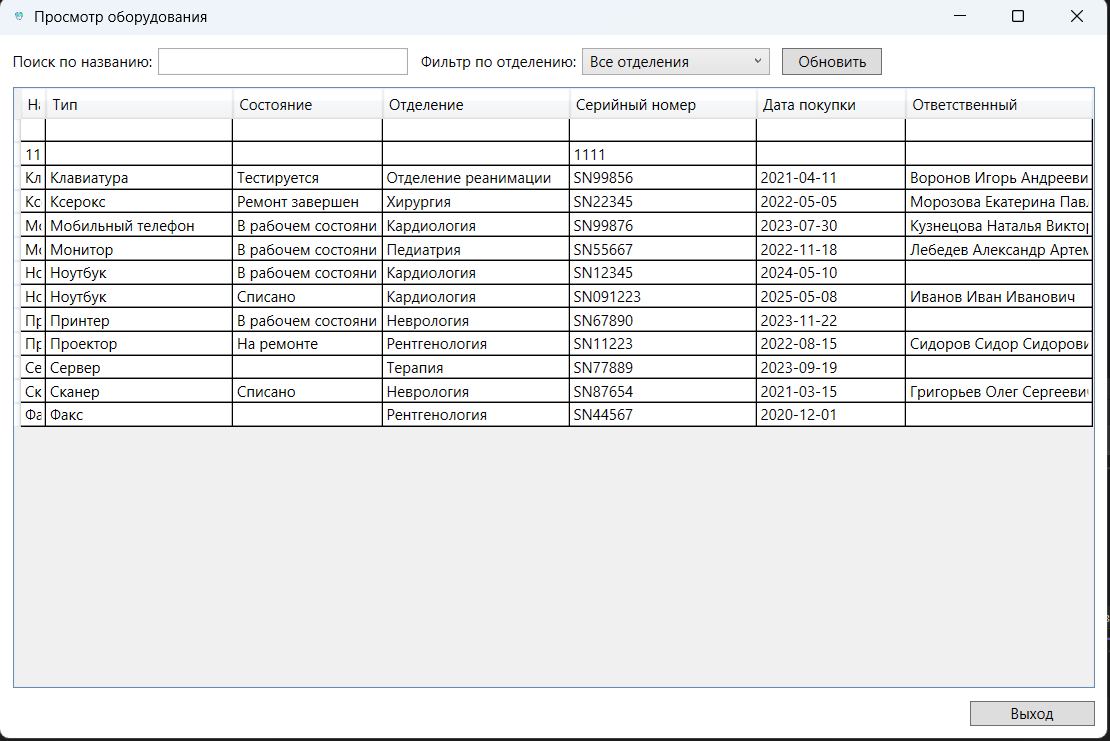 Просмотр оборудования
Поиск по названию: Фильтр по отделению: Все отделения Обновить
На Тип Состояние Отделение Серийный номер Дата покупки Ответственный
11 1111
Кл Клавиатура Тестируется Отделение реанимации SN99856 2021-04-11 Воронов Игорь Андрееви
Кс Ксерокс Ремонт завершен Хирургия SN22345 2022-05-05 Морозова Екатерина Пав
Мо Мобильный телефон В рабочем состояни Кардиология SN99876 2023-07-30 Кузнецова Наталья Виктор
Мо Монитор В рабочем состояни Педиатрия SN55667 2022-11-18 Лебедев Александр Артем
Но Ноутбук В рабочем состояни Кардиология SN12345 2024-05-10
Но Ноутбук Списано Кардиология SN091223 2025-05-08 Иванов Иван Иванович
Пр Принтер В рабочем состояни Неврология SN67890 2023-11-22
Пр Проектор На ремонте Рентгенология SN11223 2022-08-15 Сидоров Сидор Сидорови
Се Сервер Терапия SN77889 2023-09-19
Ск Сканер Списано Неврология SN87654 2021-03-15 Григорьев Олег Сергееви
Фа Факс Рентгенология SN44567 2020-12-01
Выход